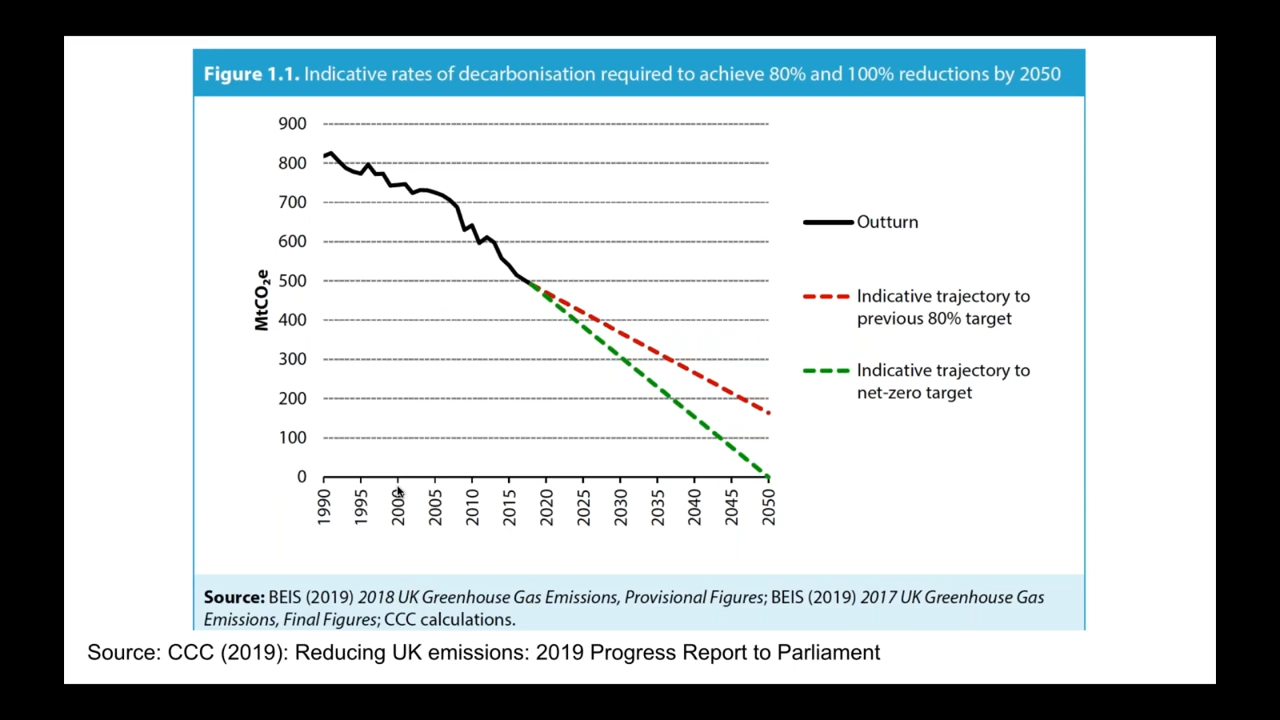 Figure 1.1. Indicative rates of decarbonisation required to achieve 80% and 100% reductions by 2050
900
800
700
600
500
400
300
200
100
0
MtCO₂e
1990
1995
2000
2005
2010
2015
2020
2025
2030
2035
2040
2045
2050
Outturn
Indicative trajectory to
previous 80% target
Indicative trajectory to
net-zero target
Source: BEIS (2019) 2018 UK Greenhouse Gas Emissions, Provisional Figures; BEIS (2019) 2017 UK Greenhouse Gas
Emissions, Final Figures; CCC calculations.
Source: CCC (2019): Reducing UK emissions: 2019 Progress Report to Parliament